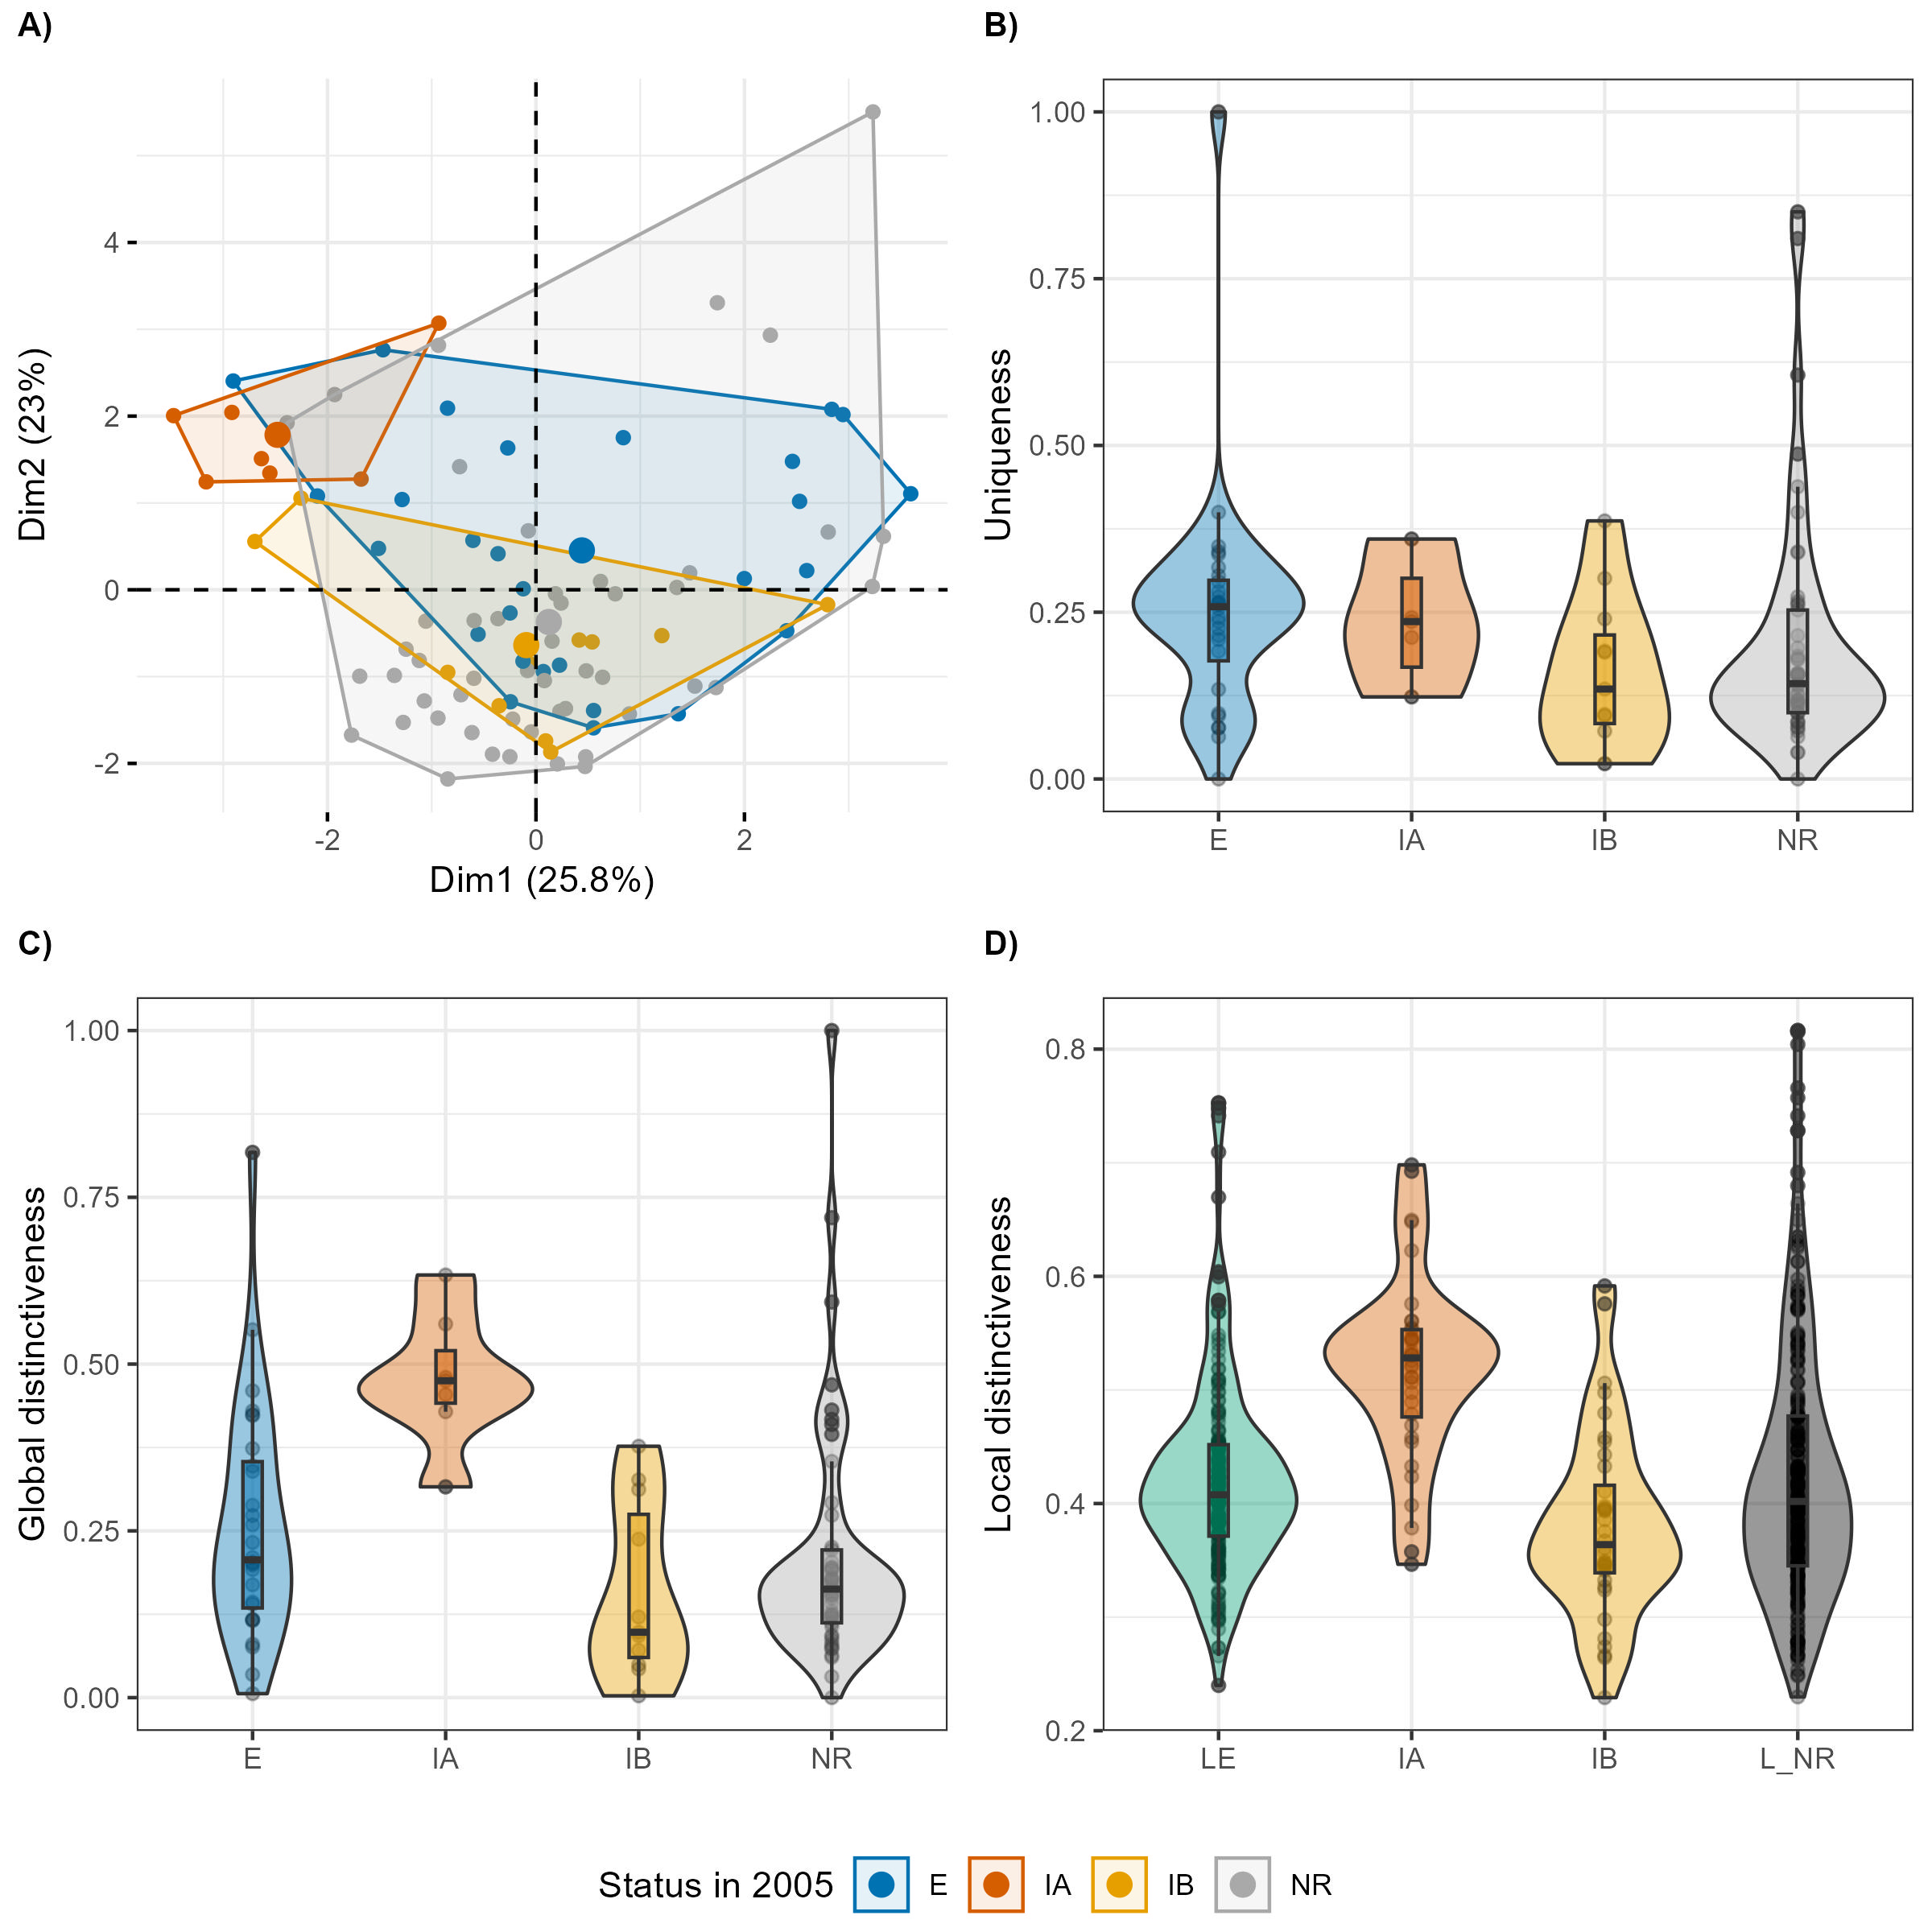 A)
4
2
0
-2
-2
0
2
Dim2 (23%)
Dim1 (25.8%)
B)
1.00
0.75
0.50
0.25
0.00
Uniqueness
E IA IB NR
C)
1.00
0.75
0.50
0.25
0.00
Global distinctiveness
E IA IB NR
D)
0.8
0.6
0.4
0.2
Local distinctiveness
LE IA IB L_NR
Status in 2005 E IA IB NR